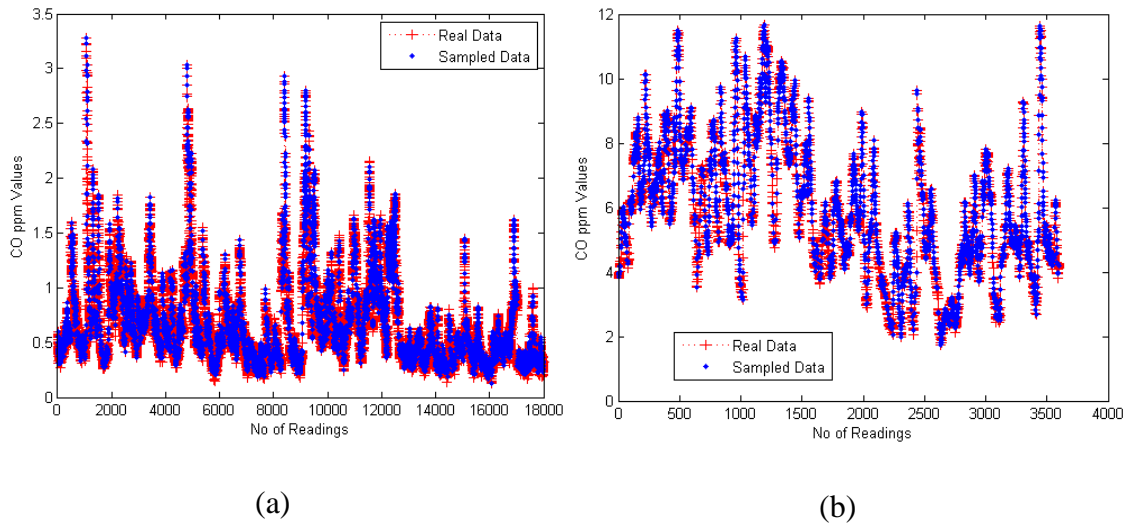 3.5
3
2.5
2
1.5
1
0.5
0
CO ppm Values
0 2000 4000 6000 8000 10000 12000 14000 16000 18000
No of Readings
Real Data
Sampled Data
(a)
12
10
8
6
4
2
0
CO ppm Values
0 500 1000 1500 2000 2500 3000 3500 4000
No of Readings
Real Data
Sampled Data
(b)